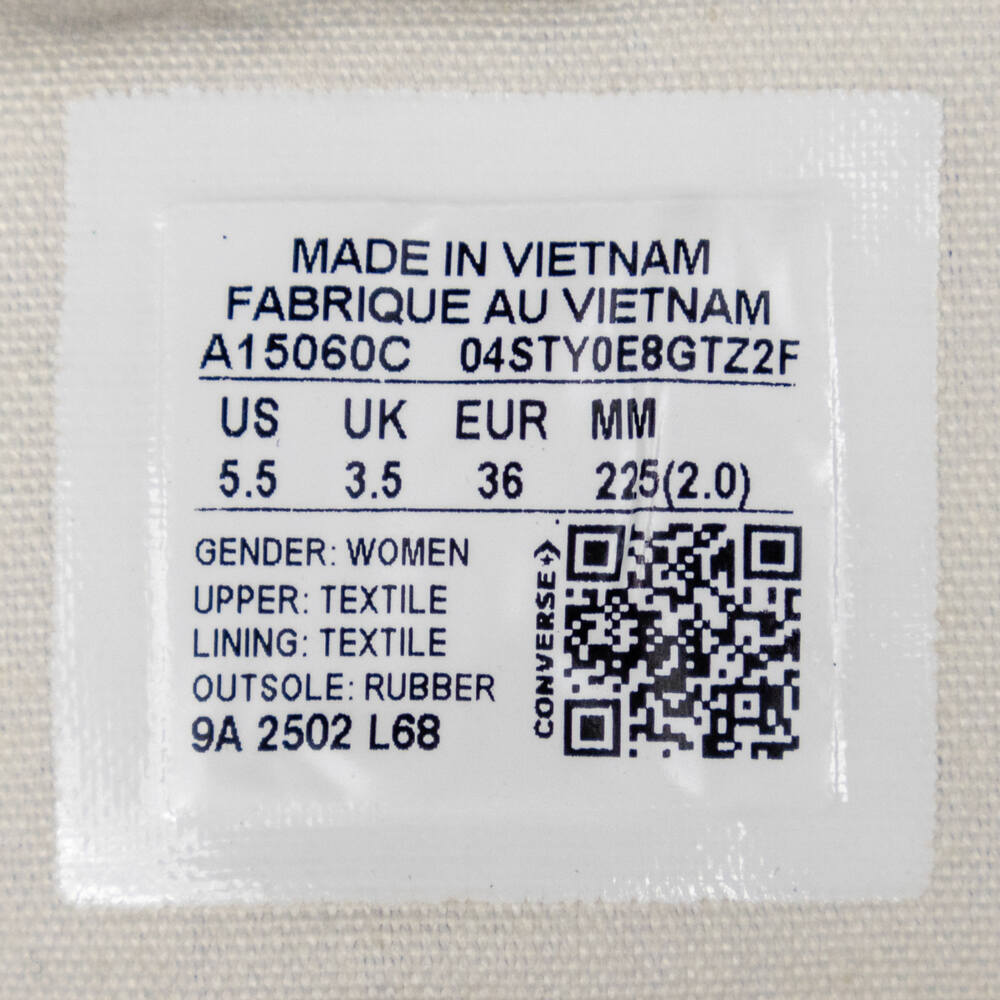 MADE IN VIETNAM
FABRIQUE AU VIETNAM
A15060C 04STY0E8GTZ2F
US UK EUR MM
5.5 3.5 36 225(2.0)
GENDER: WOMEN
UPPER: TEXTILE
LINING: TEXTILE
OUTSOLE: RUBBER
9A 2502 L68
CONVERSE